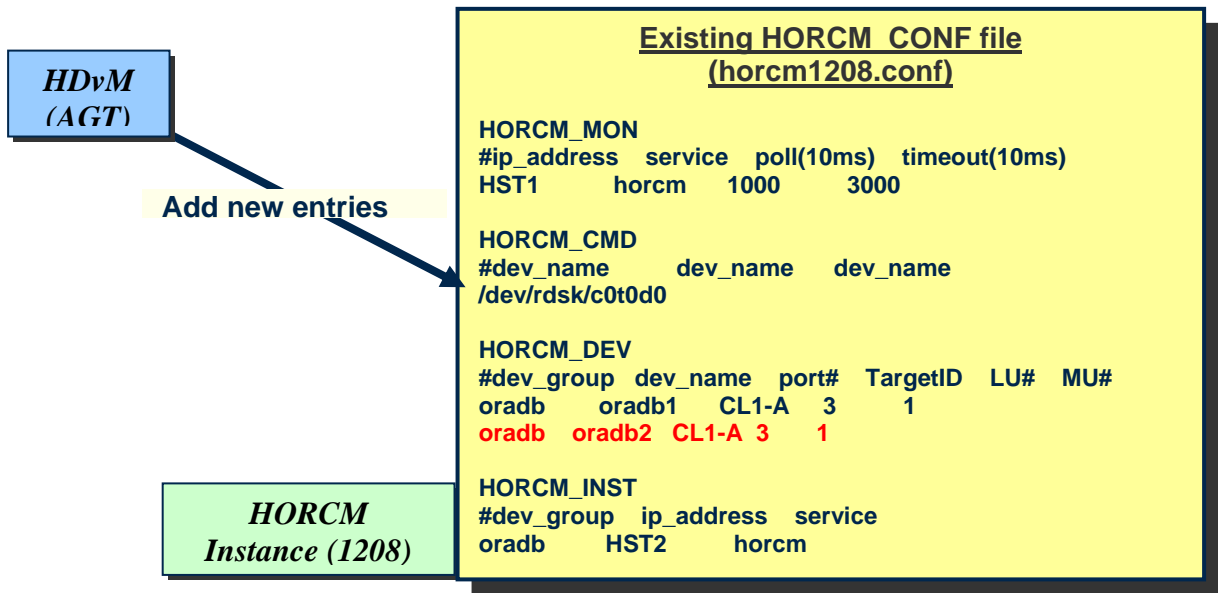 HDvM
(AGT)
Add new entries
Existing HORCM_CONF file
(horcm1208.conf)
HORCM_MON
#ip_address service poll(10ms) timeout(10ms)
HST1 horcm 1000 3000
HORCM_CMD
#dev_name dev_name dev_name
/dev/rdsk/c0t0d0
HORCM_DEV
#dev_group dev_name port# TargetID LU# MU#
oradb oradb1 CL1-A 3 1
oradb oradb2 CL1-A 3 1
HORCM_INST
#dev_group ip_address service
oradb HST2 horcm
HORCM
Instance (1208)